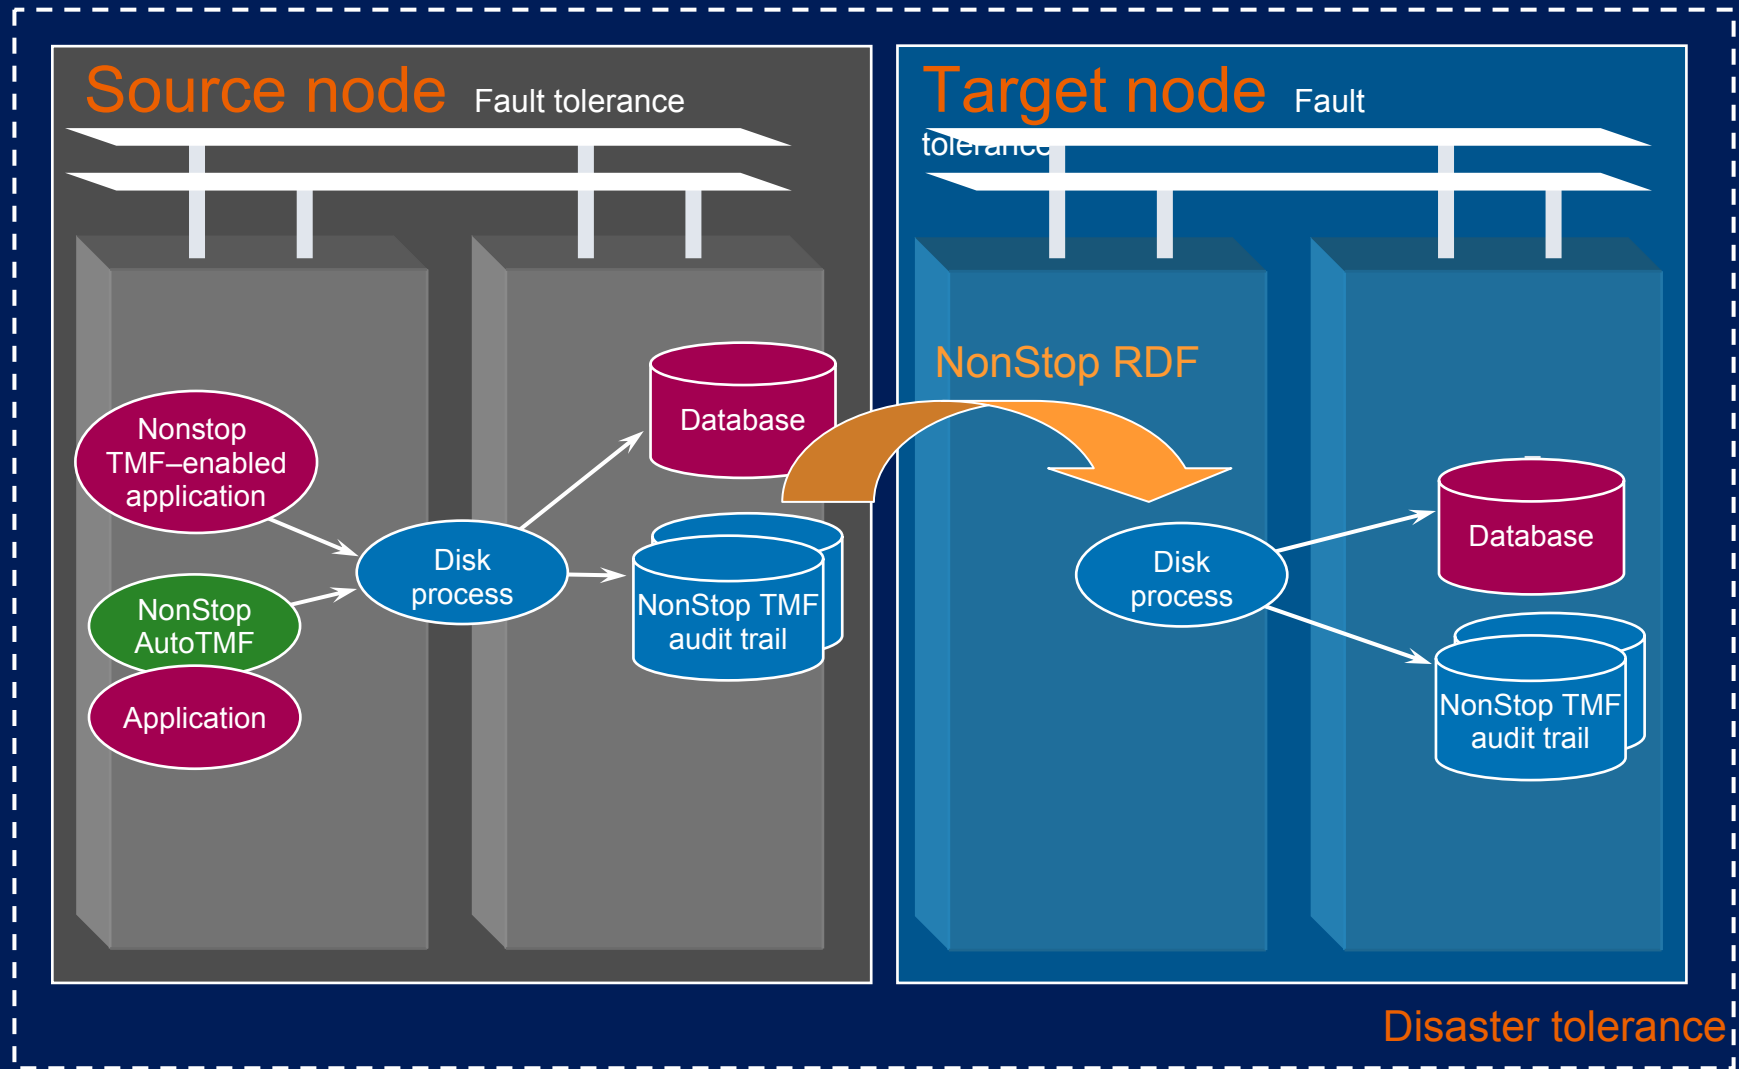 Source node Fault tolerance
Nonstop
TMF–enabled
application
NonStop
AutoTMF
Application
Disk
process
Database
NonStop TMF
audit trail
Target node Fault
tolerance
NonStop RDF
Disk
process
Database
NonStop TMF
audit trail
Disaster tolerance